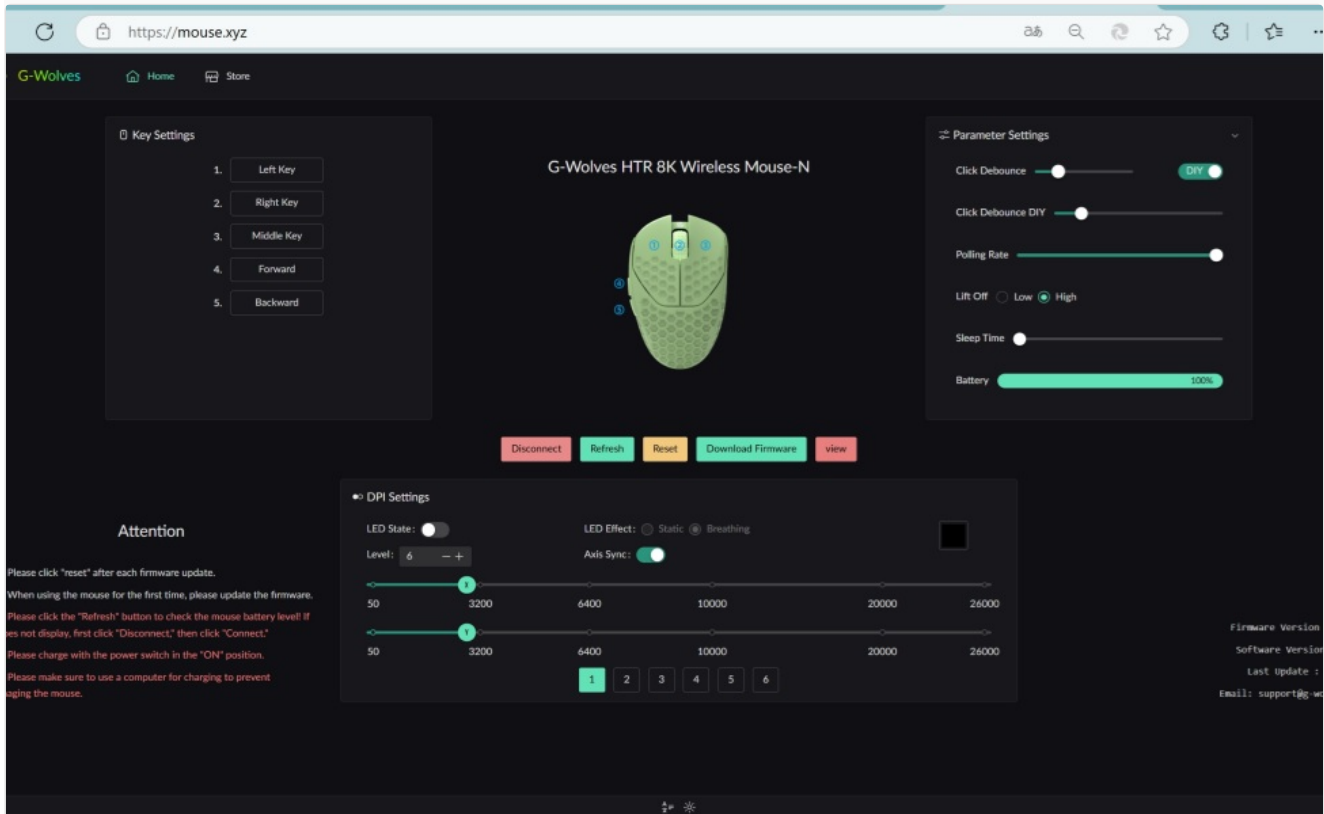 https://mouse.xyz
G-Wolves Home Store
Key Settings
1. Left Key
2. Right Key
3. Middle Key
4. Forward
5. Backward
G-Wolves HTR 8K Wireless Mouse-N
① ② ③
④
⑤
Parameter Settings
Click Debounce DIY
Click Debounce DIY
Polling Rate
Lift Off Low High
Sleep Time
Battery 100%
Disconnect Refresh Reset Download Firmware view
DPI Settings
LED State: LED Effect: Static Breathing
Level: 6 - + Axis Sync:
X
50 3200 6400 10000 20000 26000
Y
50 3200 6400 10000 20000 26000
1 2 3 4 5 6
Attention
Please click "reset" after each firmware update.
When using the mouse for the first time, please update the firmware.
Please click the "Refresh" button to check the mouse battery level! If
es not display, first click "Disconnect," then click "Connect."
Please charge with the power switch in the "ON" position.
Please make sure to use a computer for charging to prevent
aging the mouse.
Firmware Version
Software Version
Last Update :
Email: support@g-wo